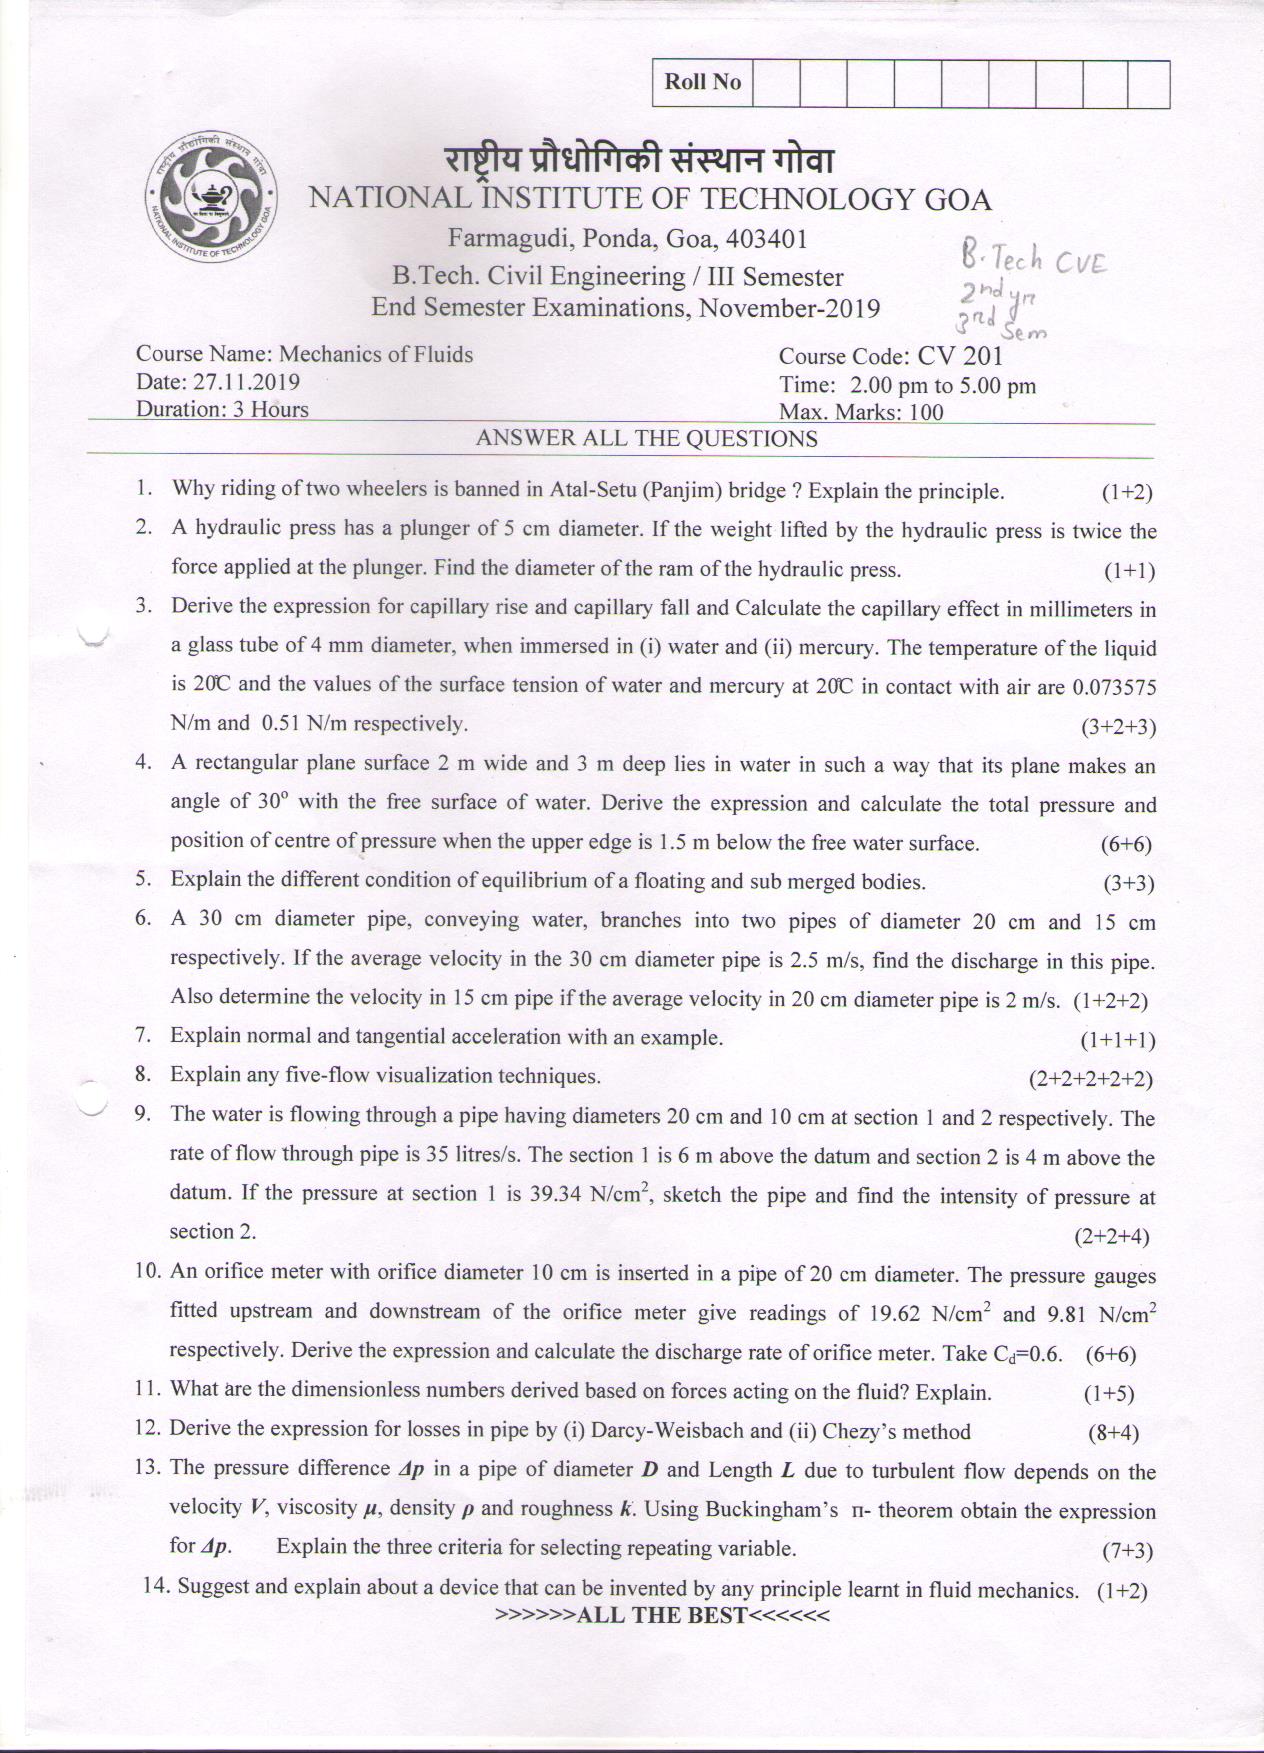 Roll No
राष्ट्रीय प्रौधोगिकी संस्थान गोवा
NATIONAL INSTITUTE OF TECHNOLOGY GOA
Farmagudi, Ponda, Goa, 403401
B.Tech. Civil Engineering / III Semester
End Semester Examinations, November-2019
B.Tech CVE
2nd yr
3rd Sem
राष्ट्रीय प्रौद्योगिकी संस्थान गोवा
NATIONAL INSTITUTE OF TECHNOLOGY GOA
Course Name: Mechanics of Fluids Course Code: CV 201
Date: 27.11.2019 Time: 2.00 pm to 5.00 pm
Duration: 3 Hours Max. Marks: 100
ANSWER ALL THE QUESTIONS
1. Why riding of two wheelers is banned in Atal-Setu (Panjim) bridge ? Explain the principle. (1+2)
2. A hydraulic press has a plunger of 5 cm diameter. If the weight lifted by the hydraulic press is twice the
force applied at the plunger. Find the diameter of the ram of the hydraulic press. (1+1)
3. Derive the expression for capillary rise and capillary fall and Calculate the capillary effect in millimeters in
a glass tube of 4 mm diameter, when immersed in (i) water and (ii) mercury. The temperature of the liquid
is 20℃ and the values of the surface tension of water and mercury at 20℃ in contact with air are 0.073575
N/m and 0.51 N/m respectively. (3+2+3)
4. A rectangular plane surface 2 m wide and 3 m deep lies in water in such a way that its plane makes an
angle of 30° with the free surface of water. Derive the expression and calculate the total pressure and
position of centre of pressure when the upper edge is 1.5 m below the free water surface. (6+6)
5. Explain the different condition of equilibrium of a floating and sub merged bodies. (3+3)
6. A 30 cm diameter pipe, conveying water, branches into two pipes of diameter 20 cm and 15 cm
respectively. If the average velocity in the 30 cm diameter pipe is 2.5 m/s, find the discharge in this pipe.
Also determine the velocity in 15 cm pipe if the average velocity in 20 cm diameter pipe is 2 m/s. (1+2+2)
7. Explain normal and tangential acceleration with an example. (1+1+1)
8. Explain any five-flow visualization techniques. (2+2+2+2+2)
9. The water is flowing through a pipe having diameters 20 cm and 10 cm at section 1 and 2 respectively. The
rate of flow through pipe is 35 litres/s. The section 1 is 6 m above the datum and section 2 is 4 m above the
datum. If the pressure at section 1 is 39.34 N/cm², sketch the pipe and find the intensity of pressure at
section 2. (2+2+4)
10. An orifice meter with orifice diameter 10 cm is inserted in a pipe of 20 cm diameter. The pressure gauges
fitted upstream and downstream of the orifice meter give readings of 19.62 N/cm² and 9.81 N/cm²
respectively. Derive the expression and calculate the discharge rate of orifice meter. Take Cd=0.6. (6+6)
11. What are the dimensionless numbers derived based on forces acting on the fluid? Explain. (1+5)
12. Derive the expression for losses in pipe by (i) Darcy-Weisbach and (ii) Chezy's method (8+4)
13. The pressure difference Δp in a pipe of diameter D and Length L due to turbulent flow depends on the
velocity V, viscosity μ, density ρ and roughness k. Using Buckingham's π- theorem obtain the expression
for Δp. Explain the three criteria for selecting repeating variable. (7+3)
14. Suggest and explain about a device that can be invented by any principle learnt in fluid mechanics. (1+2)
>>>>>>ALL THE BEST<<<<<<